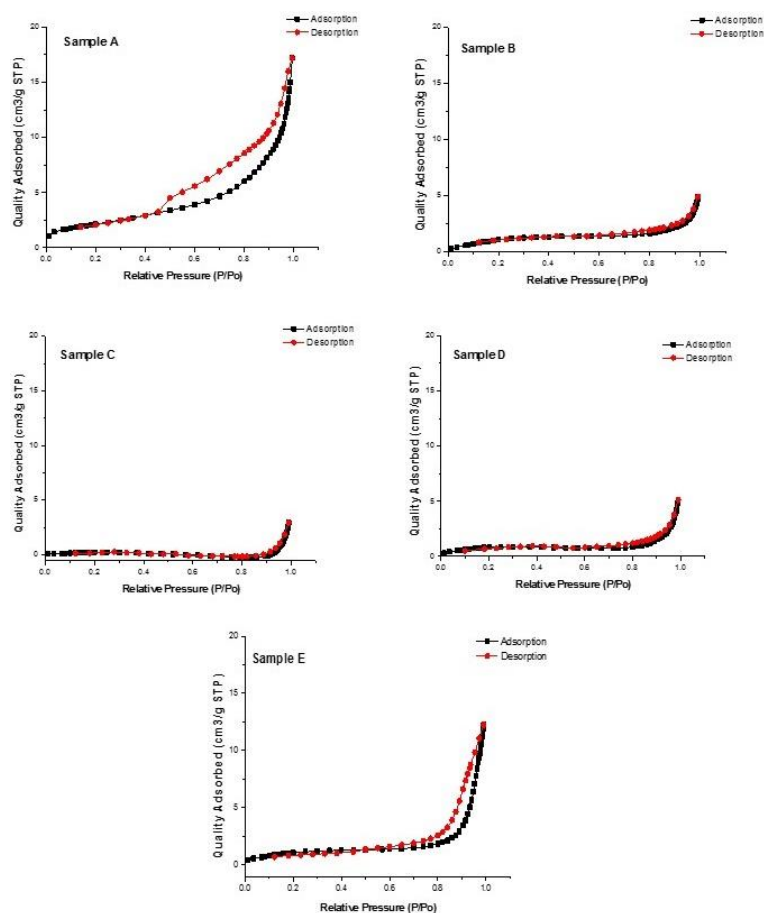 Sample A
Adsorption
Desorption
Quality Adsorbed (cm3/g STP)
20
15
10
5
0
0.0 0.2 0.4 0.6 0.8 1.0
Relative Pressure (P/Po)
Sample B
Adsorption
Desorption
Quality Adsorbed (cm3/g STP)
20
15
10
5
0
0.0 0.2 0.4 0.6 0.8 1.0
Relative Pressure (P/Po)
Sample C
Adsorption
Desorption
Quality Adsorbed (cm3/g STP)
20
15
10
5
0
0.0 0.2 0.4 0.6 0.8 1.0
Relative Pressure (P/Po)
Sample D
Adsorption
Desorption
Quality Adsorbed (cm3/g STP)
20
15
10
5
0
0.0 0.2 0.4 0.6 0.8 1.0
Relative Pressure (P/Po)
Sample E
Adsorption
Desorption
Quality Adsorbed (cm3/g STP)
20
15
10
5
0
0.0 0.2 0.4 0.6 0.8 1.0
Relative Pressure (P/Po)